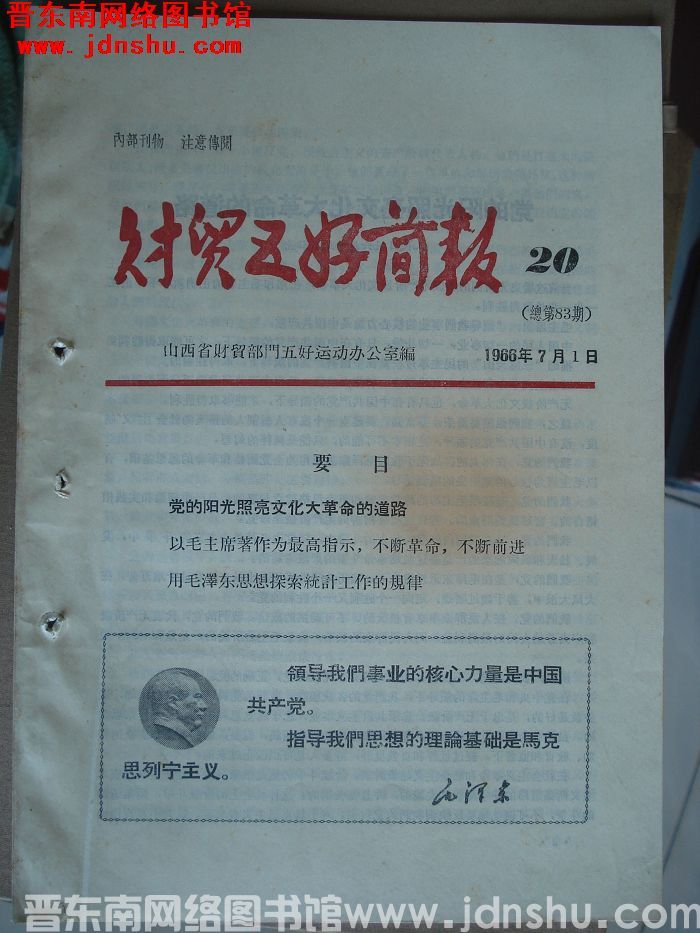 晋东南网络图书馆
www.jdnshu.com
內部刊物　注意傳閱
財貿五好简报 20
（總第83期）
山西省財貿部門五好运动办公室編　1966年7月1日
要目
党的阳光照亮文化大革命的道路
以毛主席著作为最高指示，不断革命，不断前进
用毛澤东思想探索統計工作的規律
領导我們事业的核心力量是中国
共产党。
指导我們思想的理論基础是馬克
思列宁主义。
毛泽东
晋东南网络图书馆www.jdnshu.com